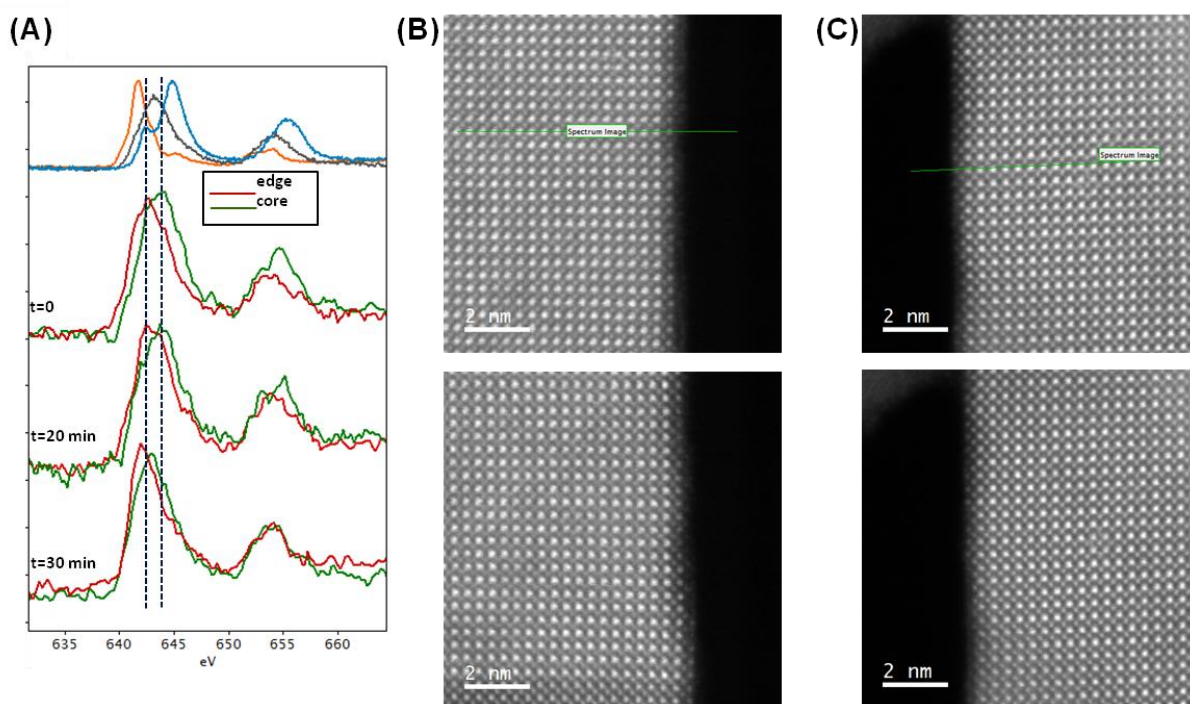 (A)
edge
core
t=0
t=20 min
t=30 min
635 640 645 650 655 660
eV
(B)
Spectrum Image
2 nm
2 nm
(C)
Spectrum Image
2 nm
2 nm